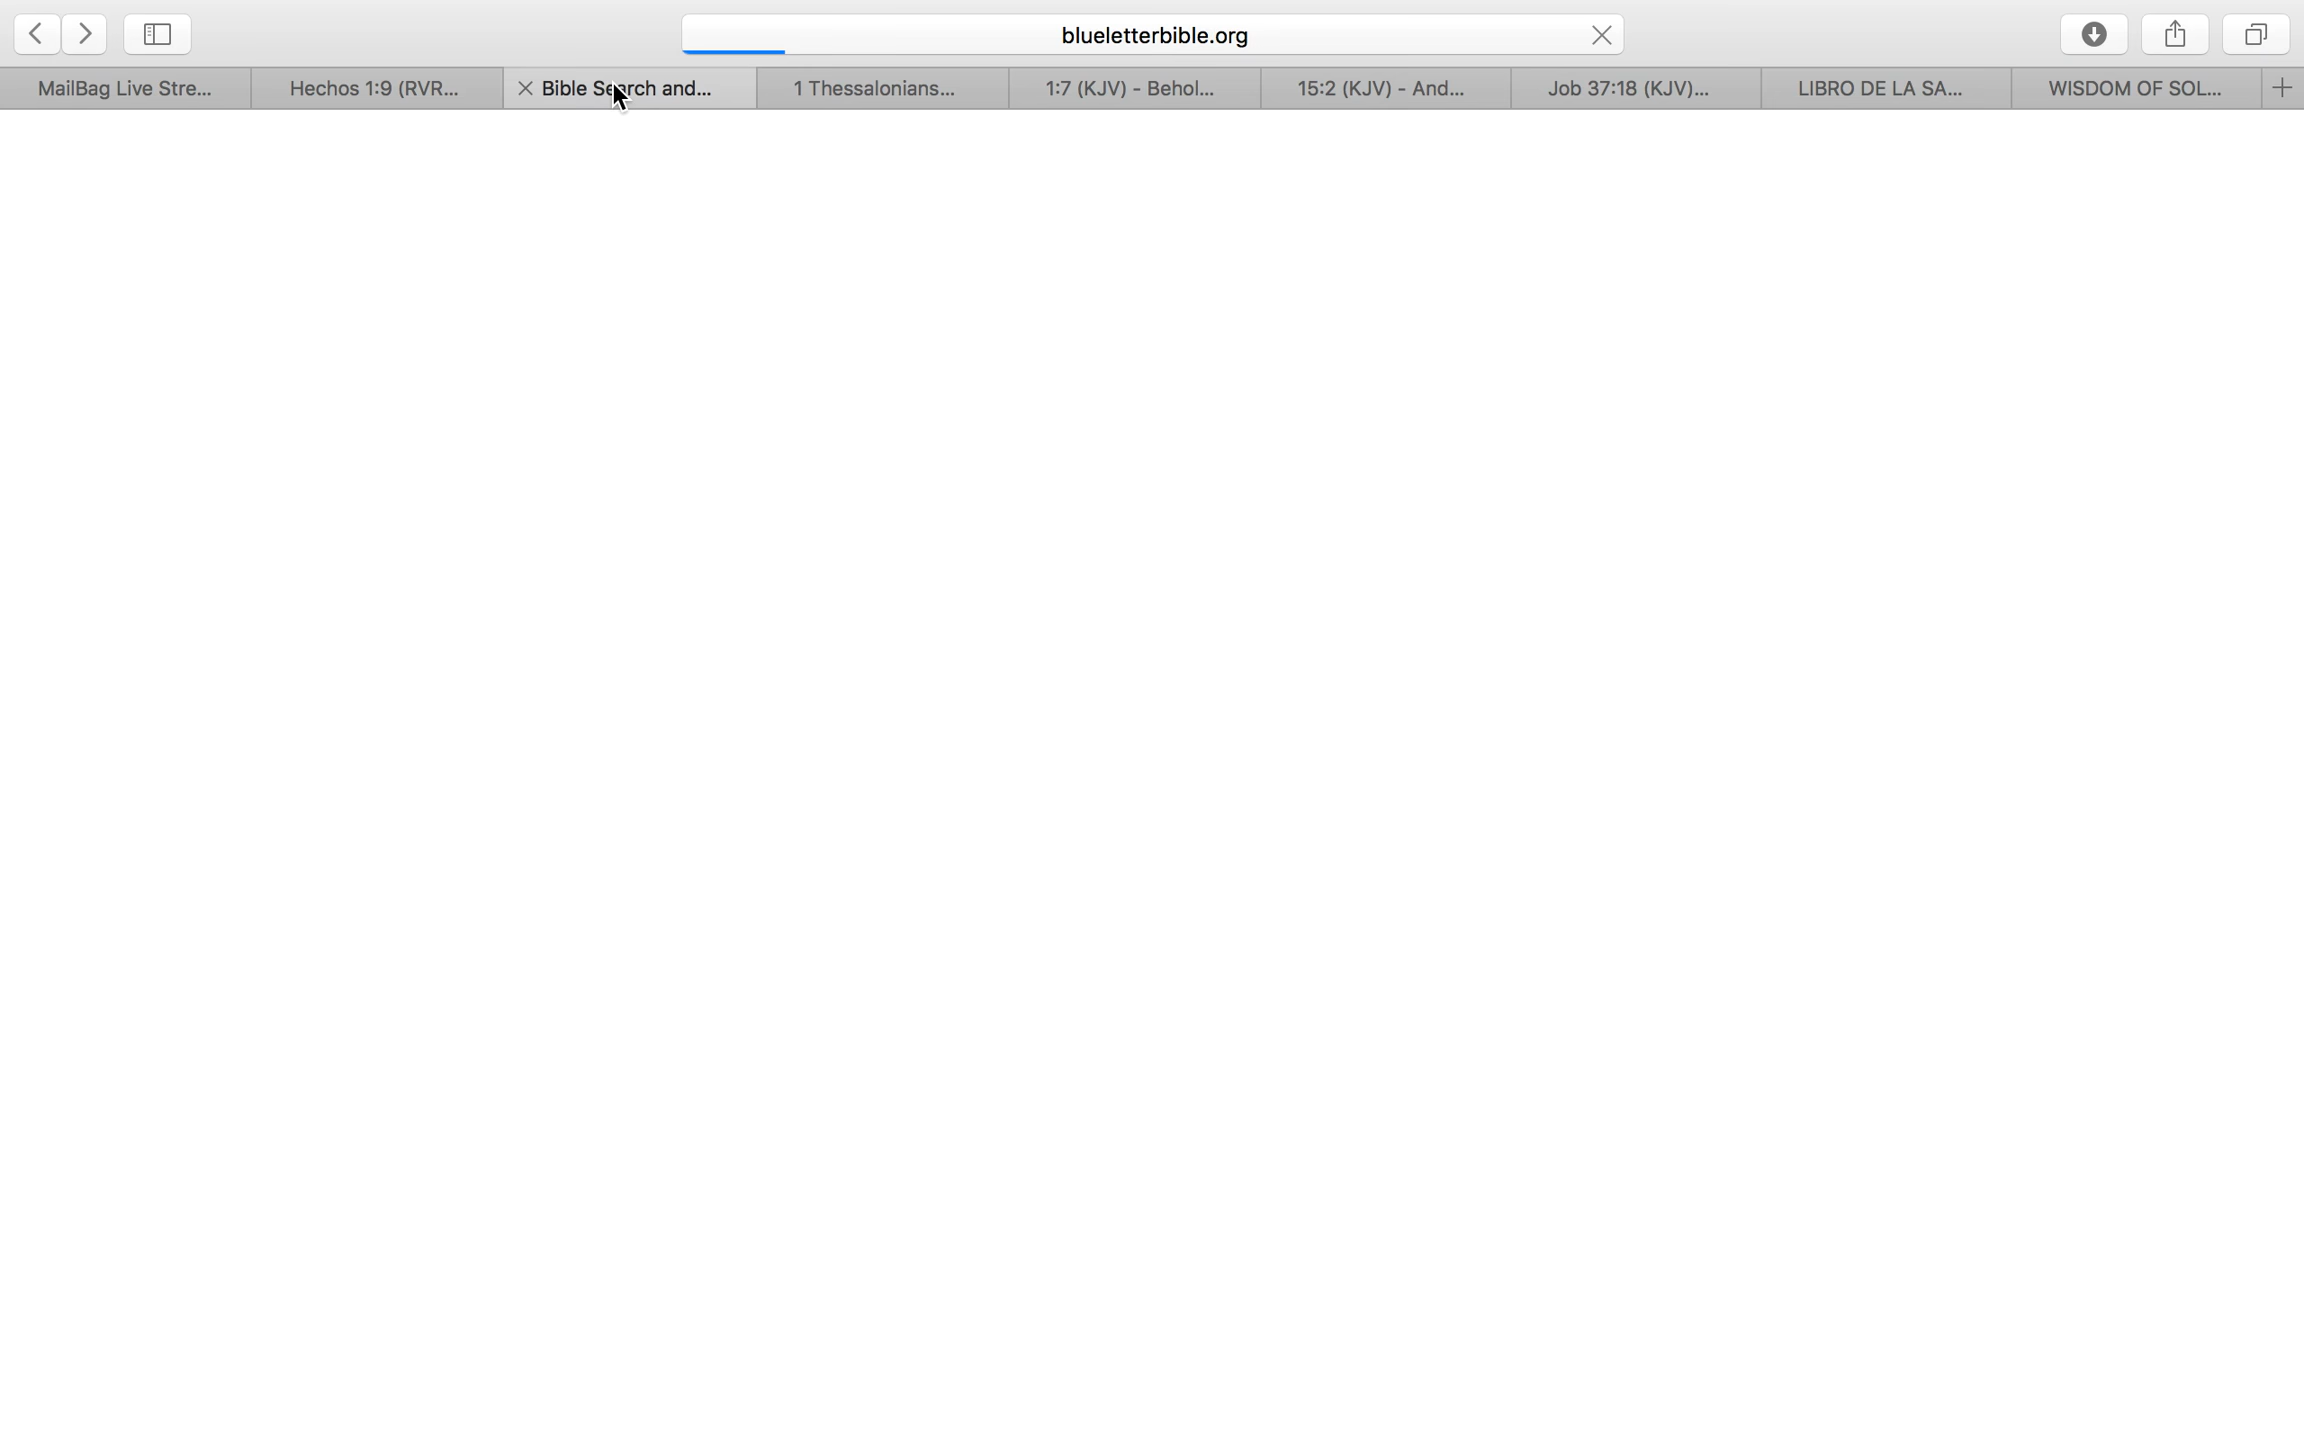 blueletterbible.org
MailBag Live Stre...
Hechos 1:9 (RVR...
Bible Search and...
1 Thessalonians...
1:7 (KJV) - Behol...
15:2 (KJV) - And...
Job 37:18 (KJV)...
LIBRO DE LA SA...
WISDOM OF SOL...